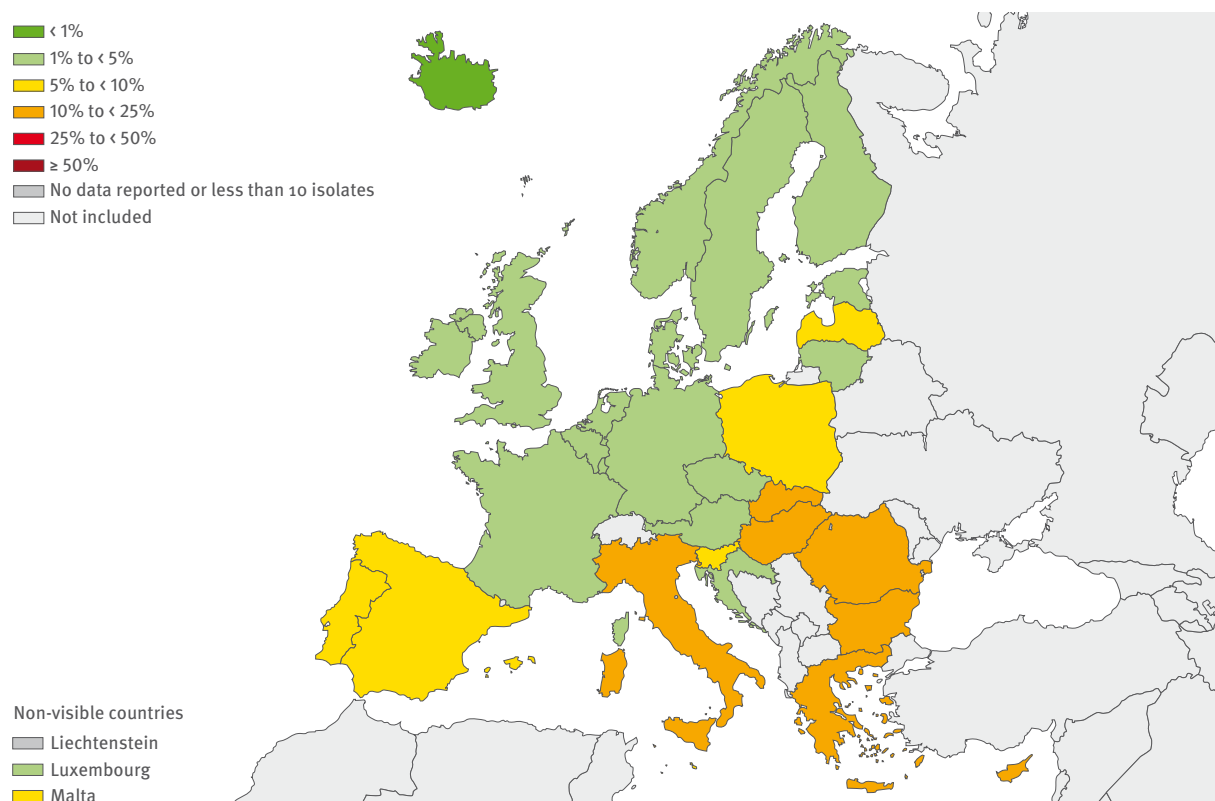 ‹ 1%
1% to ‹ 5%
5% to ‹ 10%
10% to ‹ 25%
25% to ‹ 50%
≥ 50%
No data reported or less than 10 isolates
Not included
Non-visible countries
Liechtenstein
Luxembourg
Malta